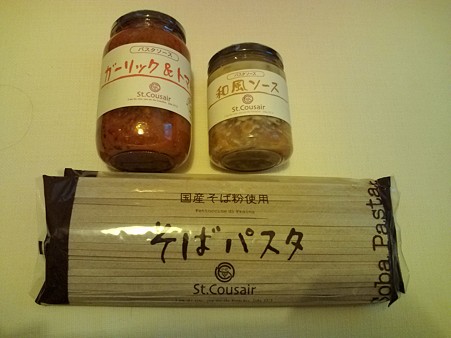 パスタソース
ガーリック&トマ
St.Cousair
パスタソース
和風ソース
St.Cousair
国産そば粉使用
そばパスタ
St.Cousair
Soba Pasta